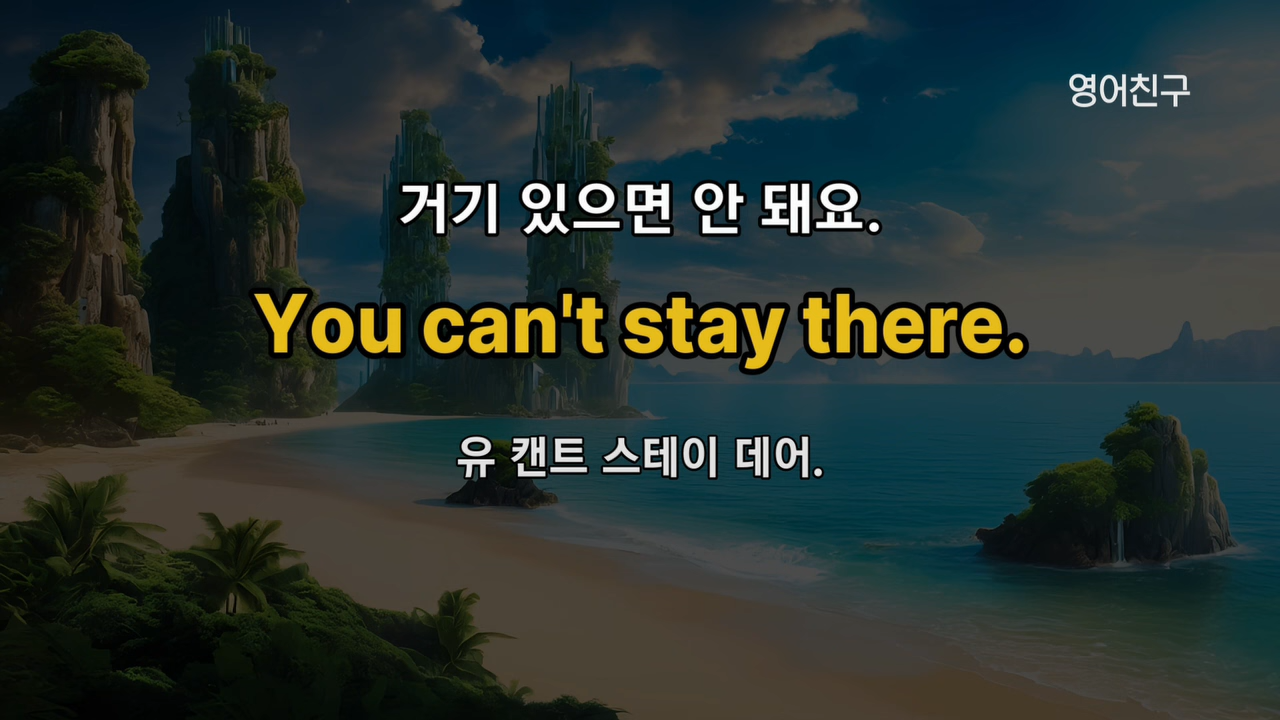 영어친구
거기 있으면 안 돼요.
You can't stay there.
유 캔트 스테이 데어.